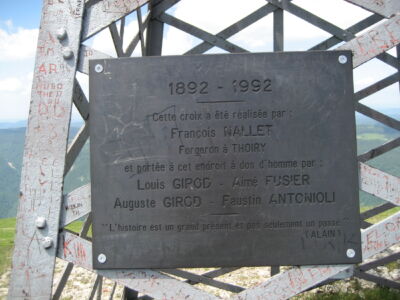 1892 - 1992
Cette croix a été réalisée par :
François NALLET
Forgeron à THOIRY
et portée à cet endroit à dos d'homme par :
Louis GIROD - Aimé FUSIER
Auguste GIROD - Faustin ANTONIOLI
"L'histoire est un grand présent et pas seulement un passé"
(ALAIN)